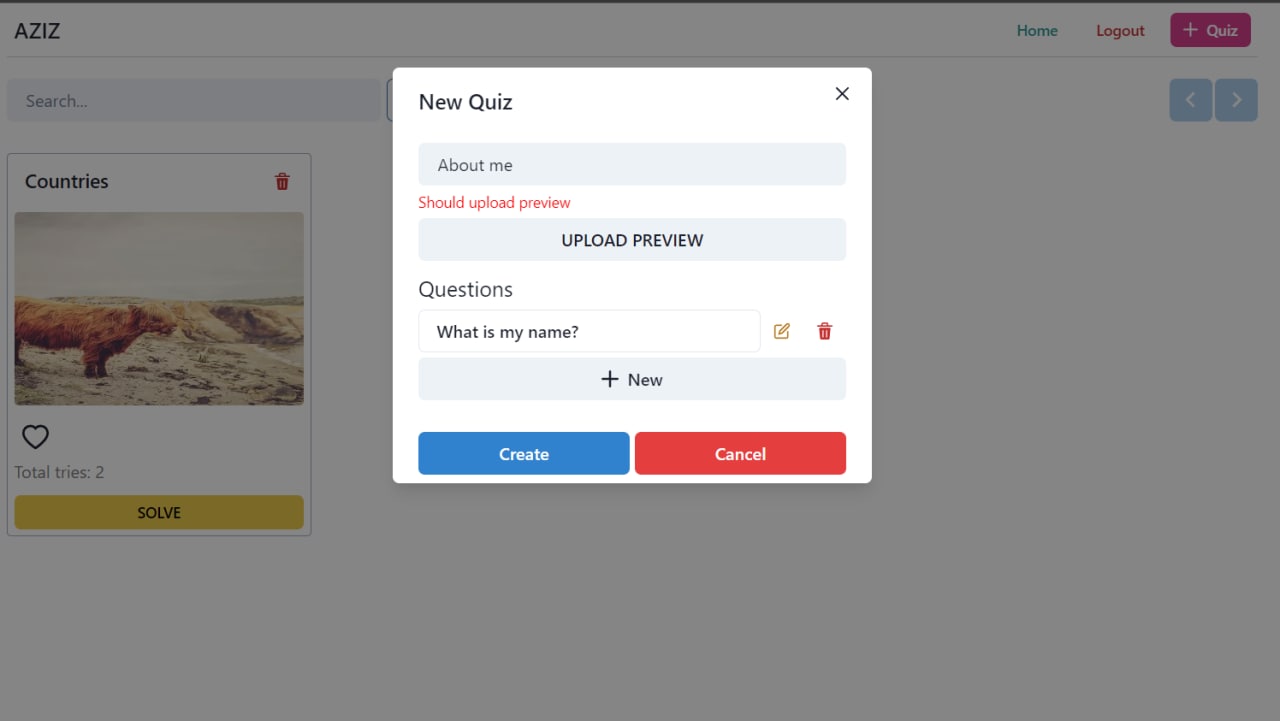 AZIZ
Home
Logout
Quiz
Search...
New Quiz
About me
Should upload preview
UPLOAD PREVIEW
Questions
What is my name?
New
Create
Cancel
Countries
Total tries: 2
SOLVE